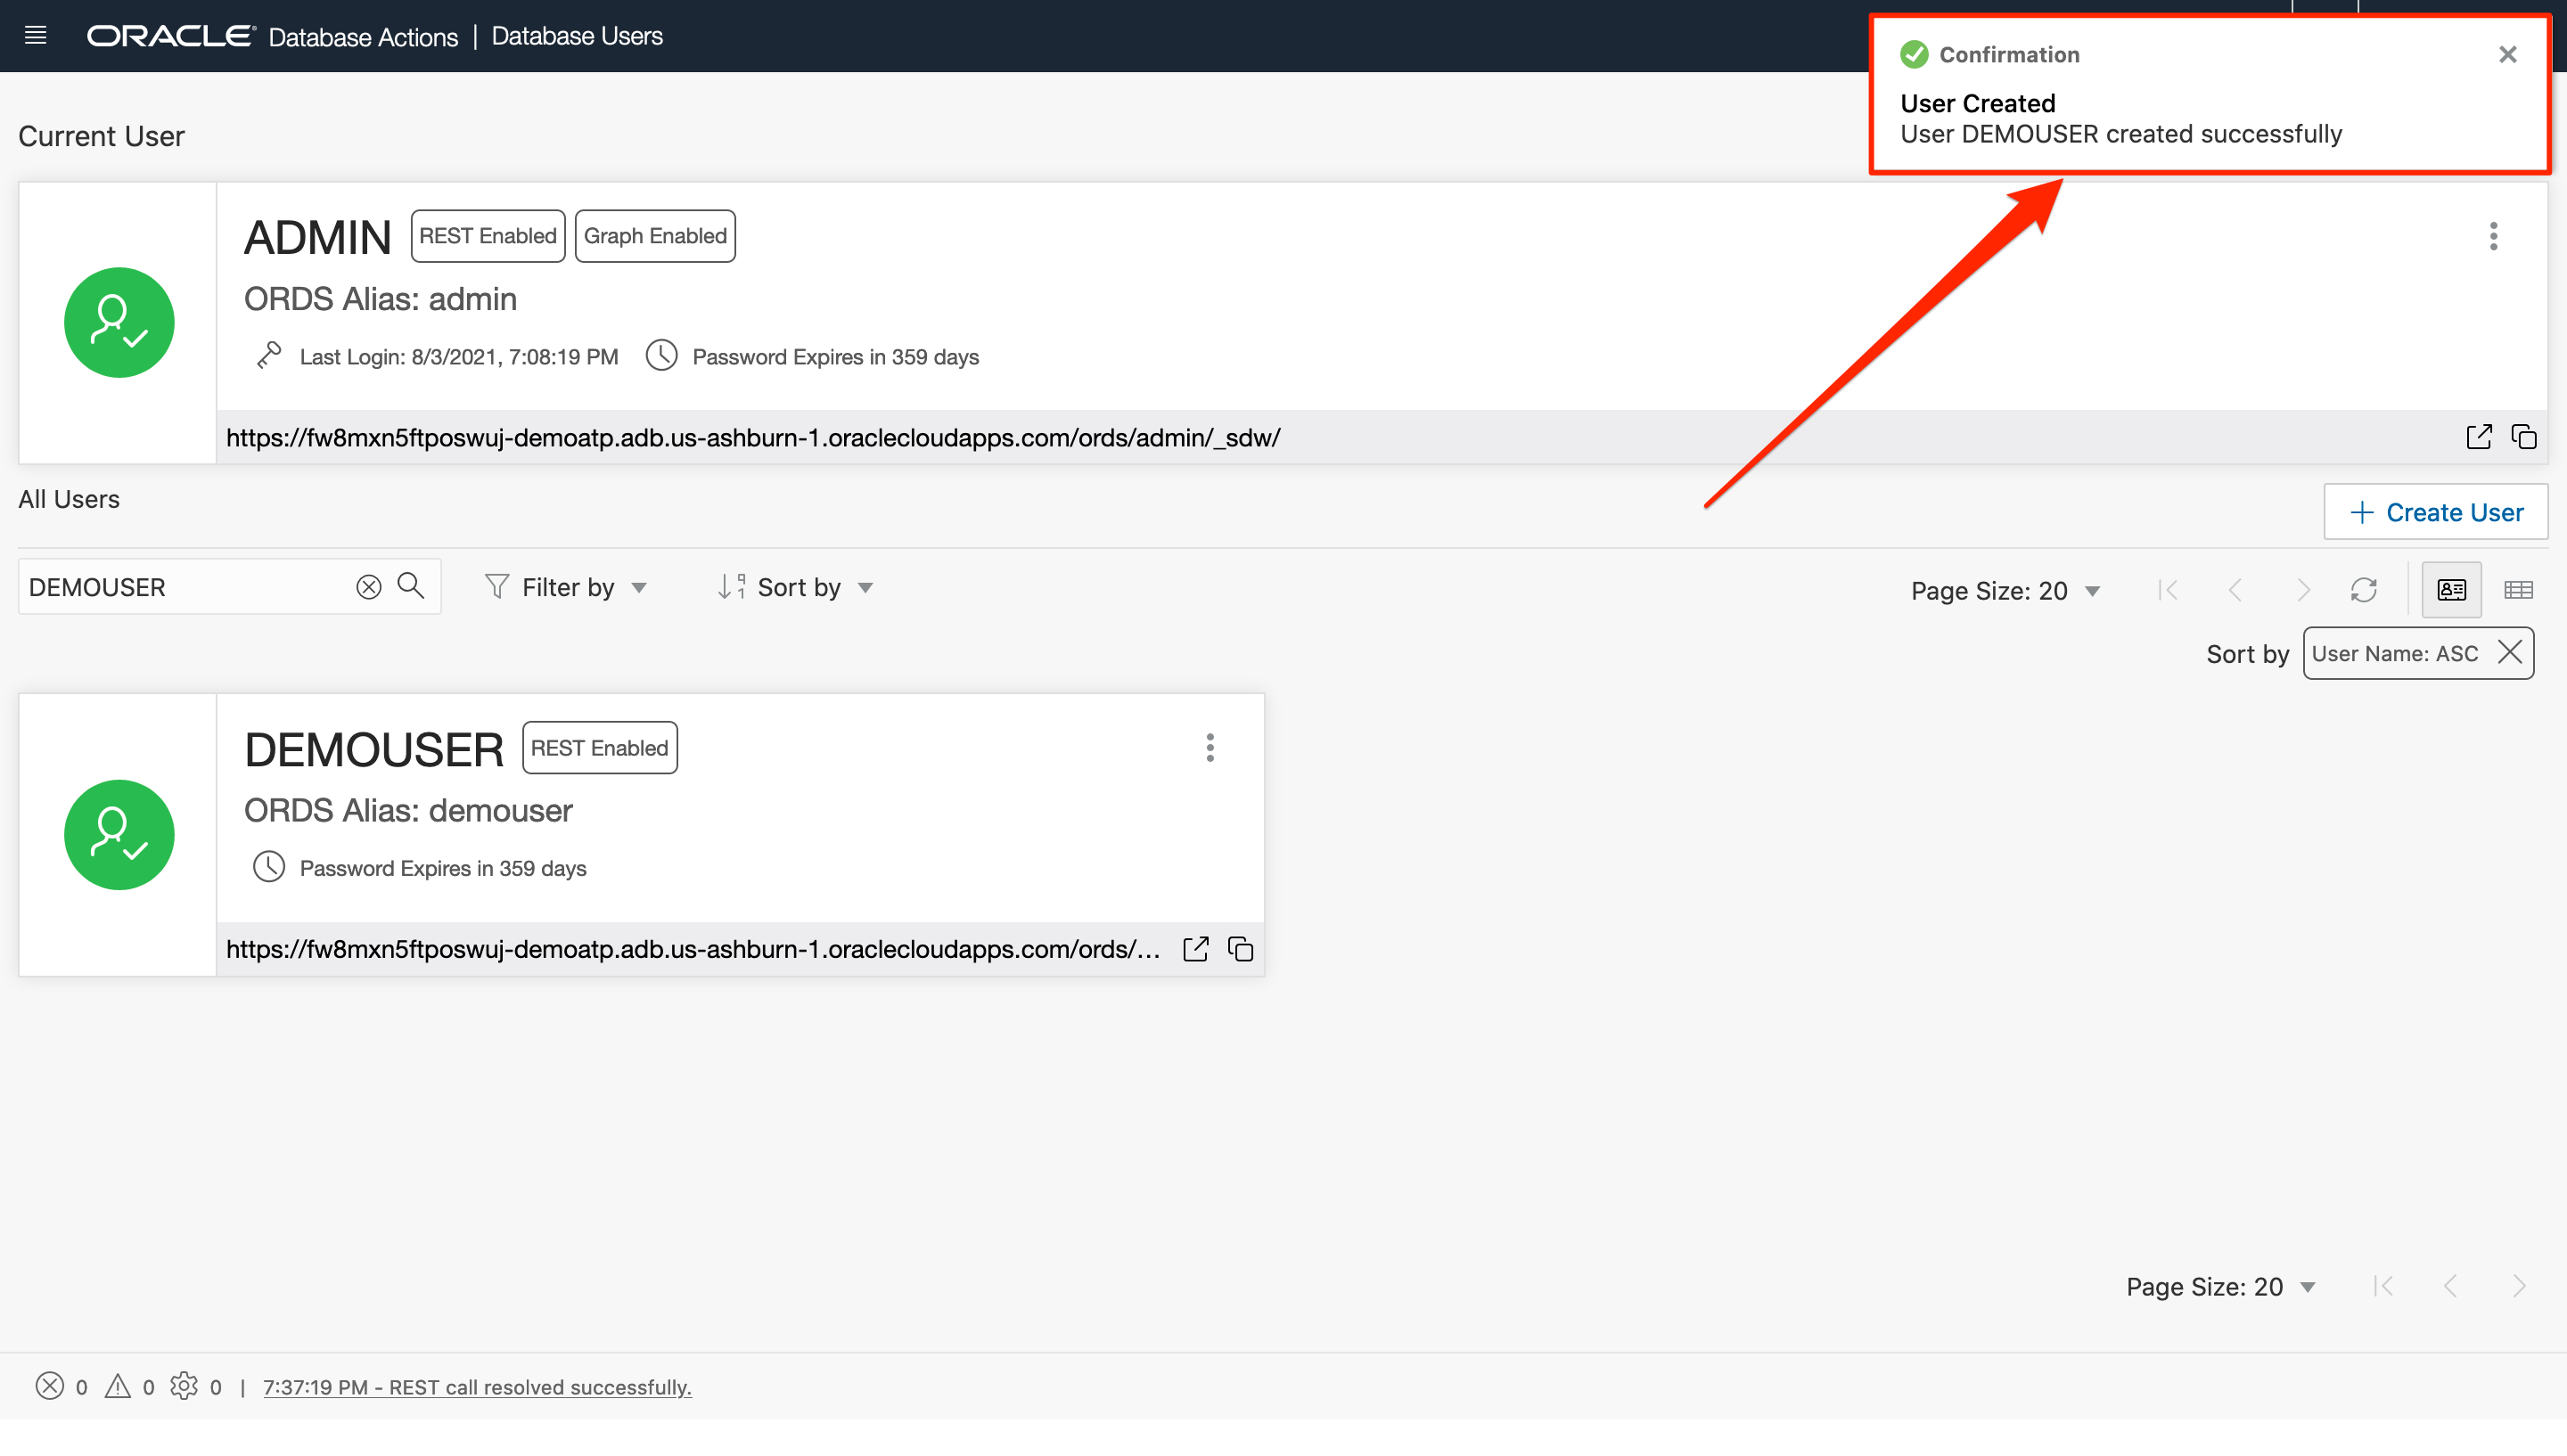 ORACLE Database Actions | Database Users
Confirmation
User Created
User DEMOUSER created successfully
Current User
ADMIN REST Enabled Graph Enabled
ORDS Alias: admin
Last Login: 8/3/2021, 7:08:19 PM Password Expires in 359 days
https://fw8mxn5ftposwuj-demoatp.adb.us-ashburn-1.oraclecloudapps.com/ords/admin/_sdw/
All Users
+ Create User
DEMOUSER Filter by Sort by Page Size: 20
Sort by User Name: ASC
DEMOUSER REST Enabled
ORDS Alias: demouser
Password Expires in 359 days
https://fw8mxn5ftposwuj-demoatp.adb.us-ashburn-1.oraclecloudapps.com/ords/...
Page Size: 20
0 0 0 | 7:37:19 PM - REST call resolved successfully.